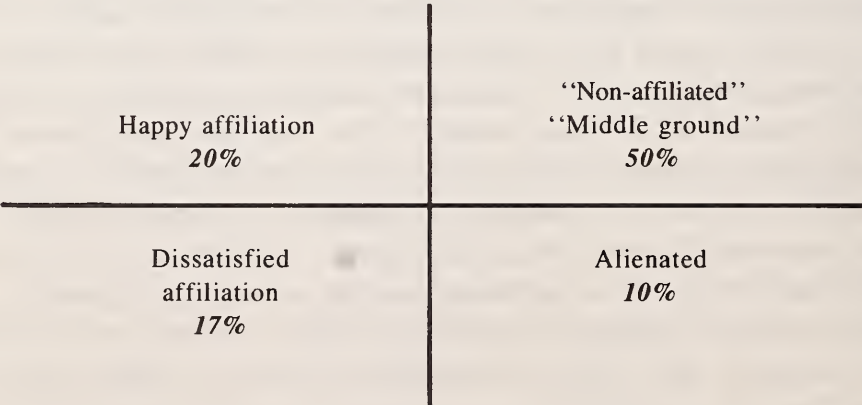 Happy affiliation
20%
‘‘Non-affiliated’’
‘‘Middle ground’’
50%
Dissatisfied
affiliation
17%
Alienated
10%